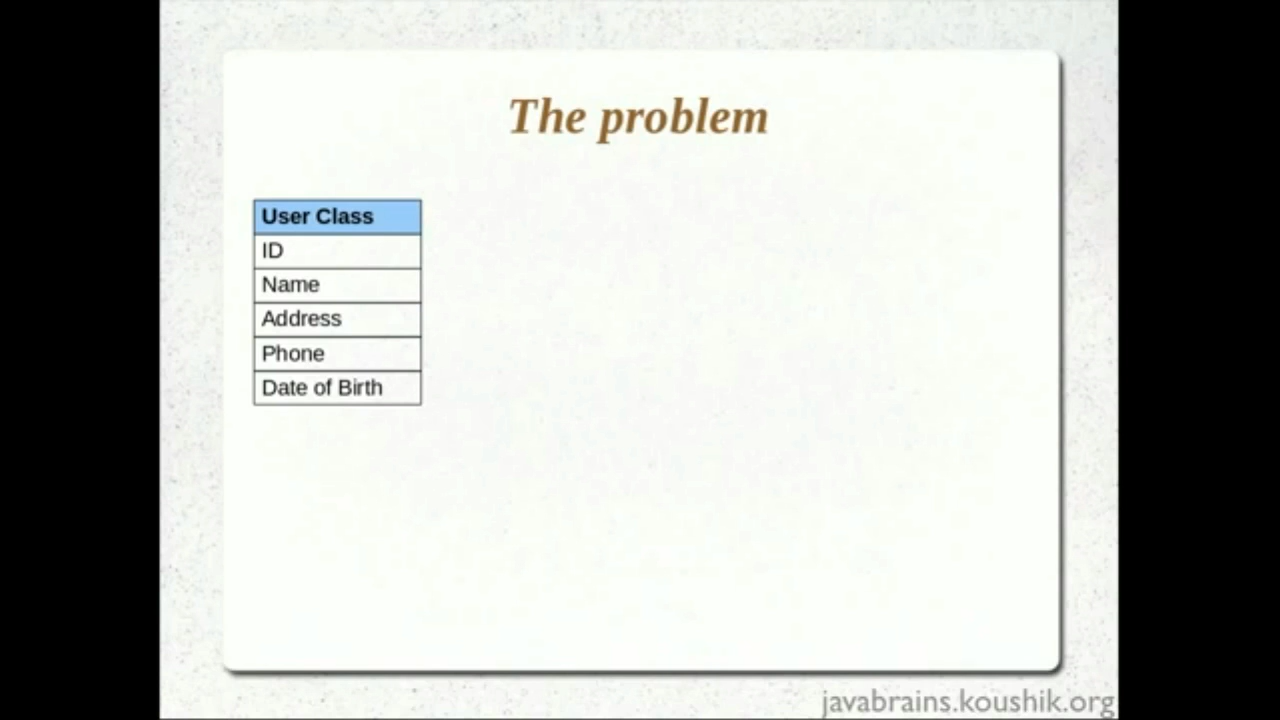 The problem
User Class
ID
Name
Address
Phone
Date of Birth
javabrains.koushik.org